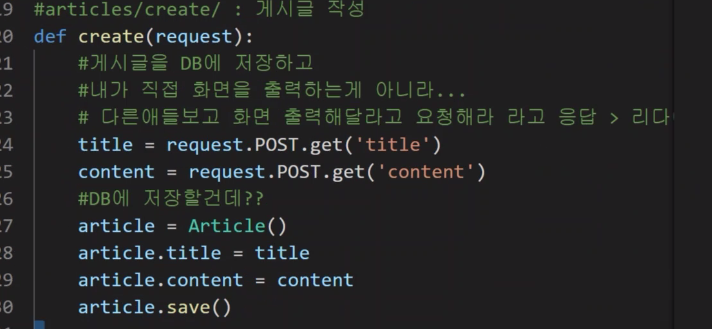 19 #articles/create/ : 게시글 작성
20 def create(request):
21 #게시글을 DB에 저장하고
22 #내가 직접 화면을 출력하는게 아니라...
23 # 다른애들보고 화면 출력해달라고 요청해라 라고 응답 > 리다
24 title = request.POST.get('title')
25 content = request.POST.get('content')
26 #DB에 저장할건데??
27 article = Article()
28 article.title = title
29 article.content = content
30 article.save()